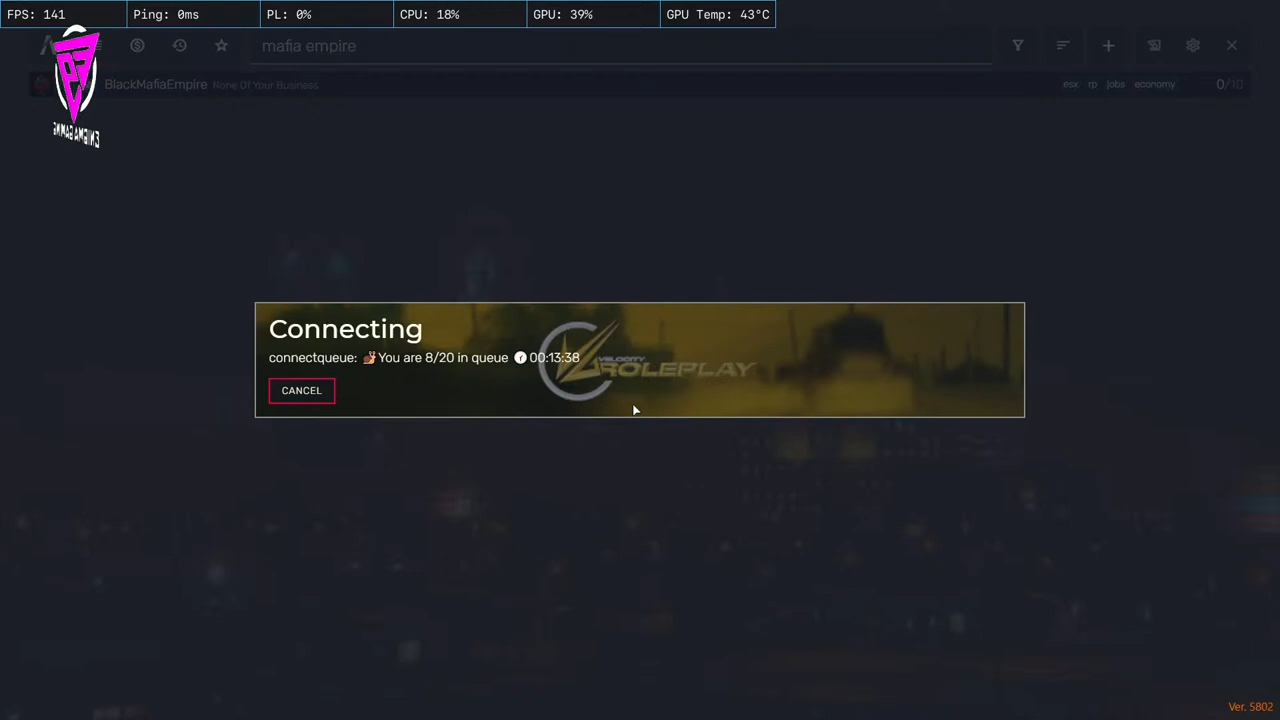 FPS: 141 Ping: 0ms PL: 0% CPU: 18% GPU: 39% GPU Temp: 43°C
mafia empire
BlackMafiaEmpire None Of Your Business esx rp jobs economy 0/10
Connecting
connectqueue: 🐌You are 8/20 in queue 🕐00:13:38
VELOCITY
ROLEPLAY
CANCEL
Ver. 5802